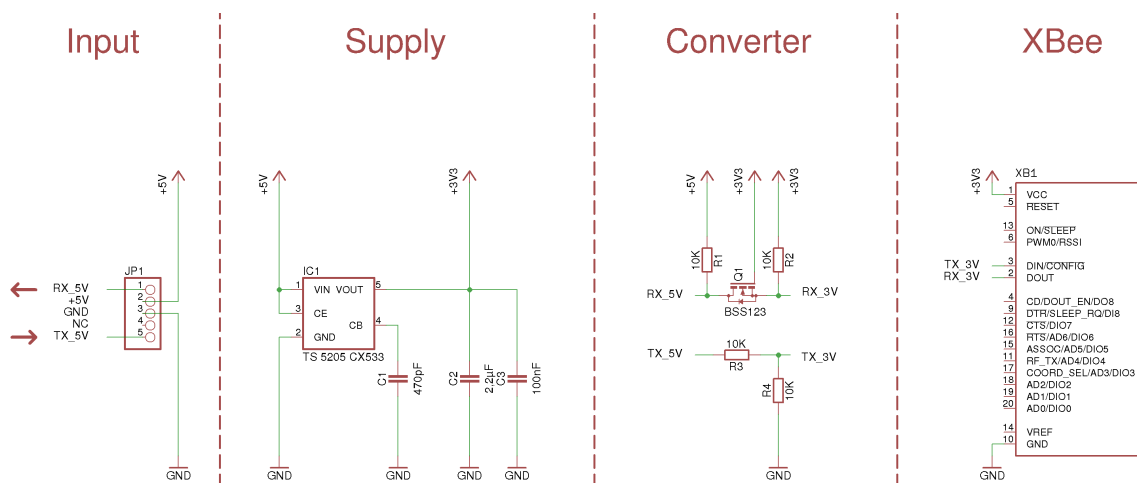 Input
Supply
Converter
XBee
+5V
JP1
RX_5V
1
+5V
2
GND
3
NC
4
TX_5V
5
GND
+5V
+3V3
IC1
1 VIN VOUT 5
3 CE
CB 4
2 GND
TS 5205 CX533
C1 470pF
C2 2.2µF
C3 100nF
GND
GND
GND
GND
+5V
+3V3
+3V3
10K R1
Q1
10K R2
RX_5V
RX_3V
BSS123
TX_5V
10K
TX_3V
R3
R4 10K
GND
+3V3
XB1
1 VCC
5 RESET
13 ON/SLEEP
6 PWM0/RSSI
TX_3V 3 DIN/CONFIG
RX_3V 2 DOUT
4 CD/DOUT_EN/DO8
9 DTR/SLEEP_RQ/DI8
12 CTS/DIO7
16 RTS/AD6/DIO6
15 ASSOC/AD5/DIO5
11 RF_TX/AD4/DIO4
17 COORD_SEL/AD3/DIO3
18 AD2/DIO2
19 AD1/DIO1
20 AD0/DIO0
14 VREF
10 GND
GND